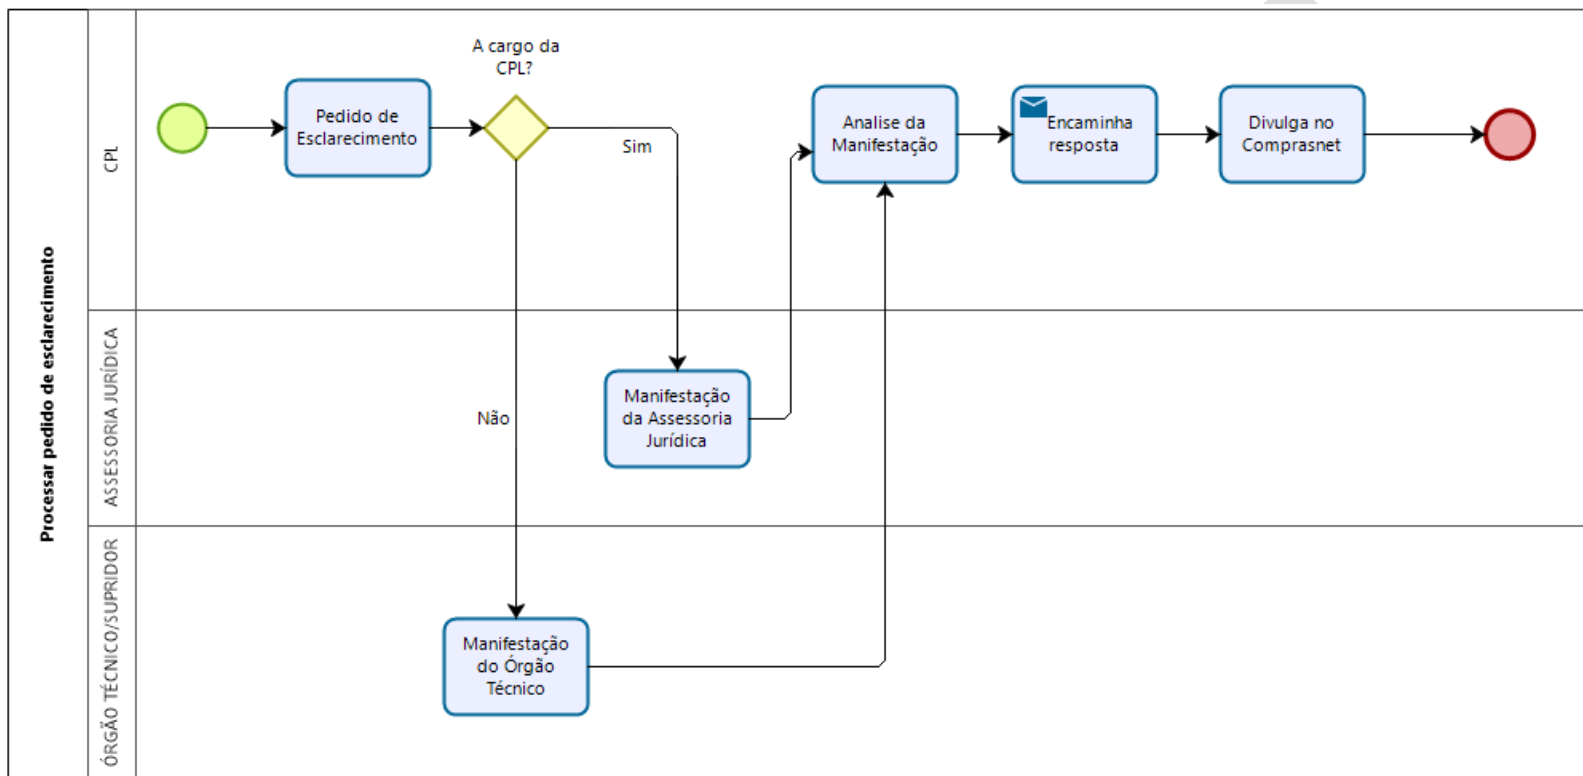 Processar pedido de esclarecimento
CPL
Pedido de
Esclarecimento
A cargo da
CPL?
Sim
Não
Analise da
Manifestação
Encaminha
resposta
Divulga no
Comprasnet
ASSESSORIA JURÍDICA
Manifestação
da Assessoria
Jurídica
ÓRGÃO TÉCNICO/SUPRIDOR
Manifestação
do Órgão
Técnico